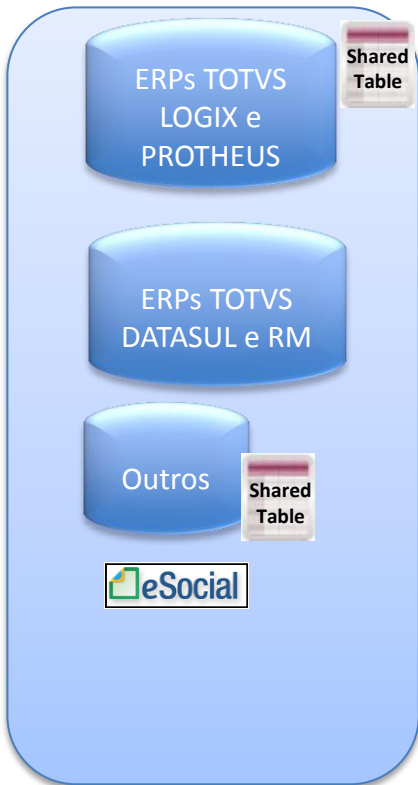 ERPs TOTVS
LOGIX e
PROTHEUS
Shared
Table
ERPs TOTVS
DATASUL e RM
Outros
Shared
Table
eSocial